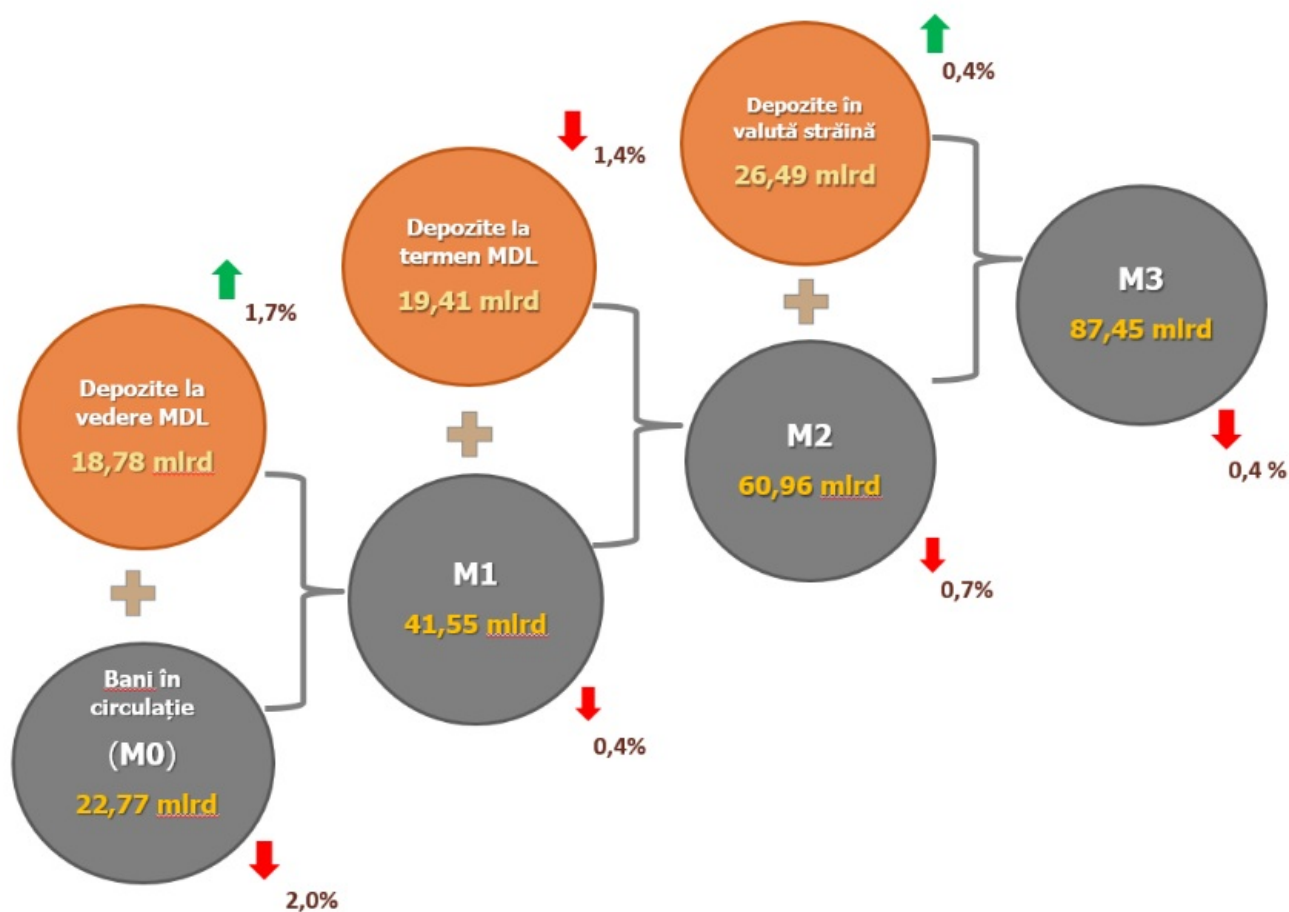 0,4%
Depozite în
valută străină
26,49 mlrd
1,4%
Depozite la
termen MDL
19,41 mlrd
M3
87,45 mlrd
0,4 %
1,7%
Depozite la
vedere MDL
18,78 mlrd
M2
60,96 mlrd
0,7%
M1
41,55 mlrd
0,4%
Bani în
circulație
(M0)
22,77 mlrd
2,0%